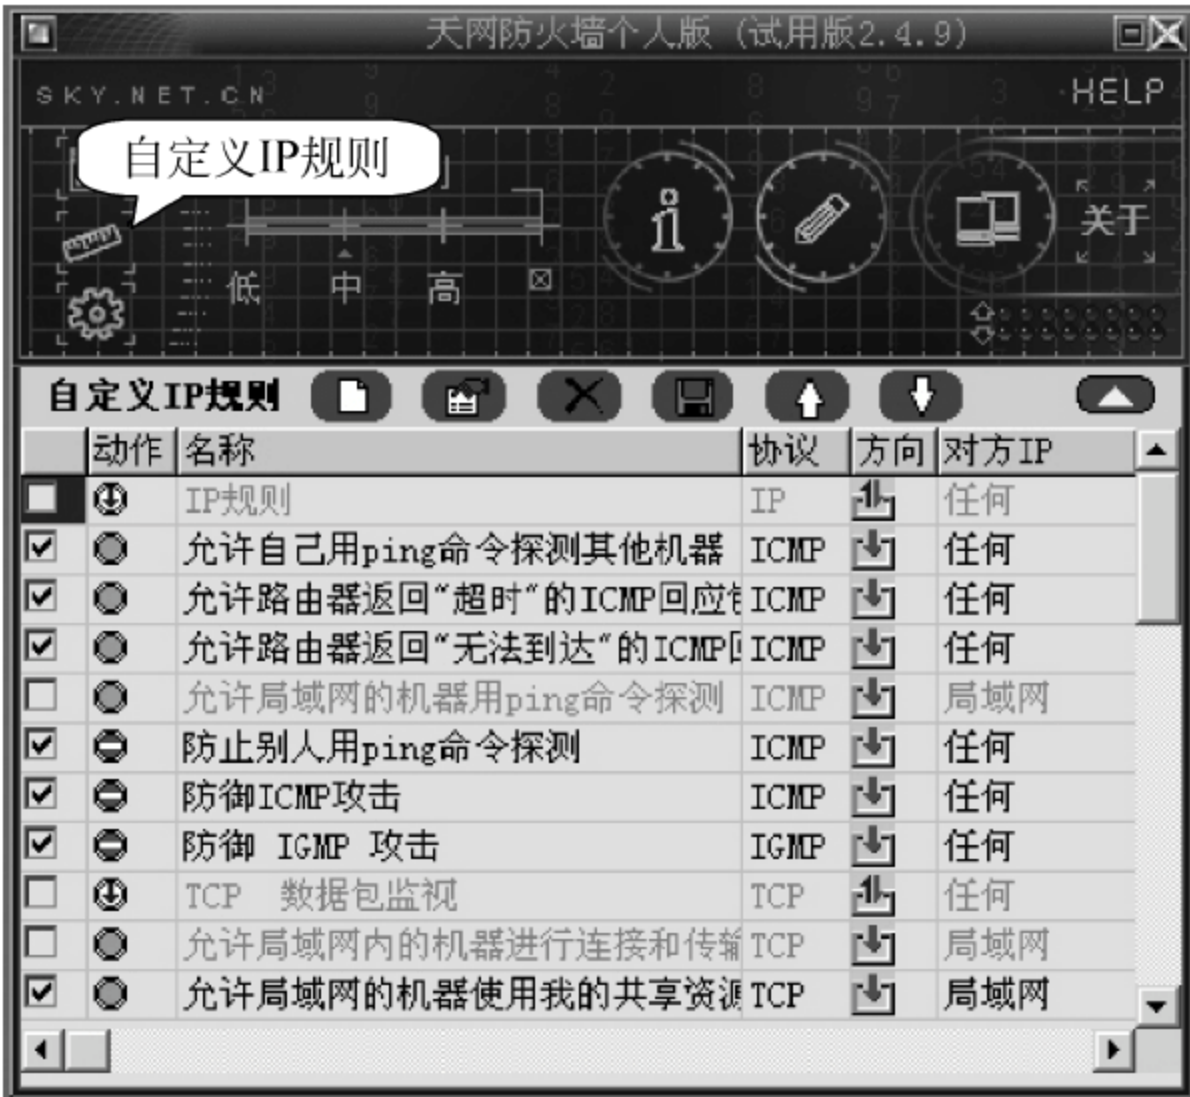 天网防火墙个人版 (试用版2.4.9)
SKY.NET.CN
HELP
自定义IP规则
低 中 高
关于
自定义IP规则
动作 名称 协议 方向 对方IP
IP规则 IP 任何
允许自己用ping命令探测其他机器 ICMP 任何
允许路由器返回"超时"的ICMP回应 ICMP 任何
允许路由器返回"无法到达"的ICMP ICMP 任何
允许局域网的机器用ping命令探测 ICMP 局域网
防止别人用ping命令探测 ICMP 任何
防御ICMP攻击 ICMP 任何
防御 IGMP 攻击 IGMP 任何
TCP 数据包监视 TCP 任何
允许局域网内的机器进行连接和传输 TCP 局域网
允许局域网的机器使用我的共享资源 TCP 局域网